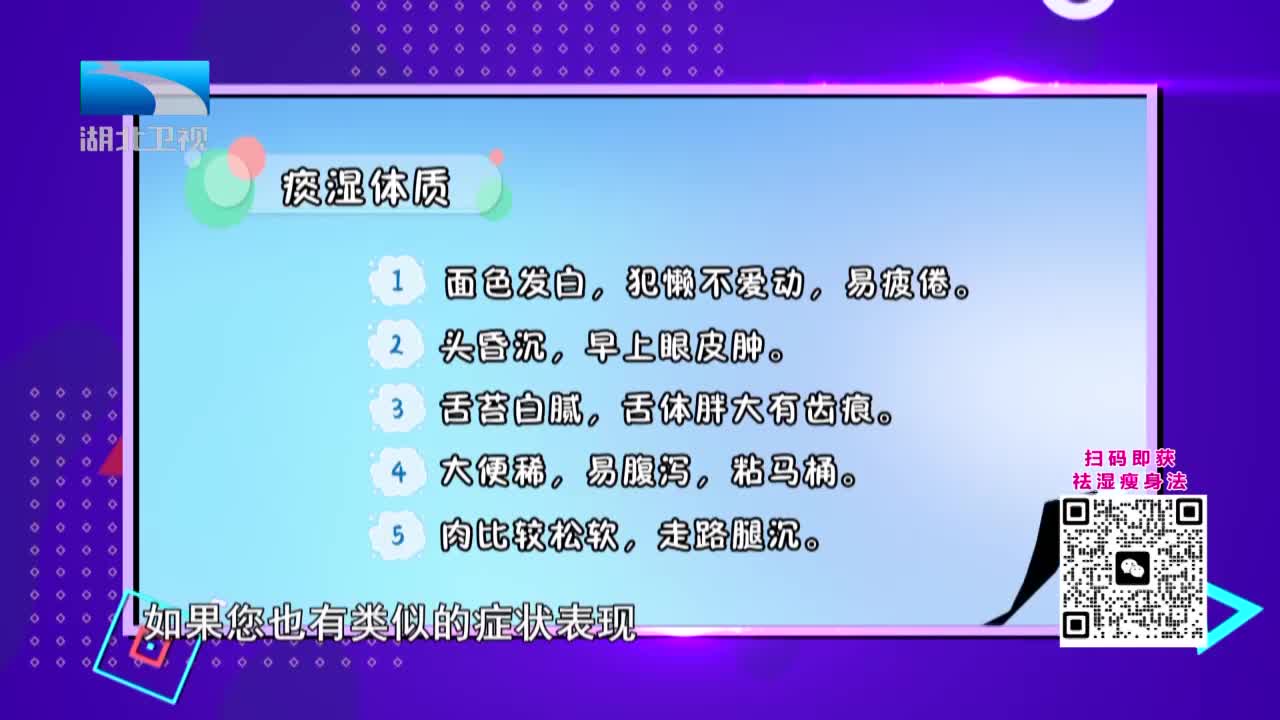 湖北卫视
痰湿体质
1 面色发白，犯懒不爱动，易疲倦。
2 头昏沉，早上眼皮肿。
3 舌苔白腻，舌体胖大有齿痕。
4 大便稀，易腹泻，粘马桶。
5 肉比较松软，走路腿沉。
扫码即获
祛湿瘦身法
如果您也有类似的症状表现